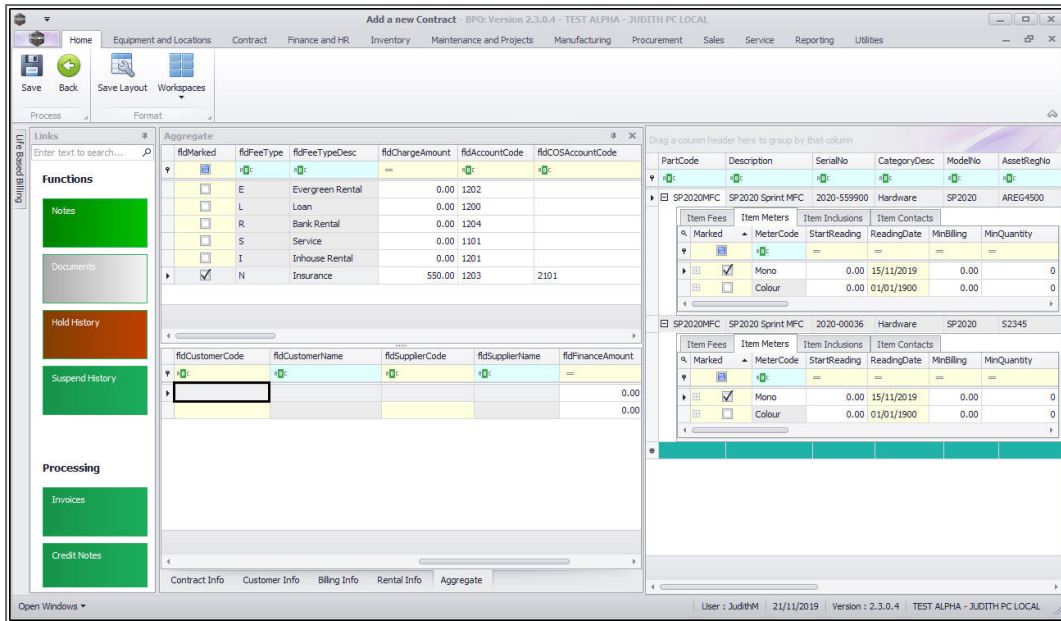 Add a new Contract - BPO: Version 2.3.0.4 - TEST ALPHA - JUDITH PC LOCAL
Home Equipment and Locations Contract Finance and HR Inventory Maintenance and Projects Manufacturing Procurement Sales Service Reporting Utilities
Save Back Save Layout Workspaces
Process Format
Life Based Billing
Links
Enter text to search...
Functions
Notes
Documents
Hold History
Suspend History
Processing
Invoices
Credit Notes
Aggregate
fldMarked fldFeeType fldFeeTypeDesc fldChargeAmount fldAccountCode fldCOSAccountCode
E Evergreen Rental 0.00 1202
L Loan 0.00 1200
R Bank Rental 0.00 1204
S Service 0.00 1101
I Inhouse Rental 0.00 1201
N Insurance 550.00 1203 2101
fldCustomerCode fldCustomerName fldSupplierCode fldSupplierName fldFinanceAmount
0.00
0.00
Contract Info Customer Info Billing Info Rental Info Aggregate
Drag a column header here to group by that column
PartCode Description SerialNo CategoryDesc ModelNo AssetRegNo
SP2020MFC SP2020 Sprint MFC 2020-559900 Hardware SP2020 AREG4500
Item Fees Item Meters Item Inclusions Item Contacts
Marked MeterCode StartReading ReadingDate MinBilling MinQuantity
Mono 0.00 15/11/2019 0.00 0
Colour 0.00 01/01/1900 0.00 0
SP2020MFC SP2020 Sprint MFC 2020-00036 Hardware SP2020 S2345
Item Fees Item Meters Item Inclusions Item Contacts
Marked MeterCode StartReading ReadingDate MinBilling MinQuantity
Mono 0.00 15/11/2019 0.00 0
Colour 0.00 01/01/1900 0.00 0
Open Windows User : JudithM 21/11/2019 Version : 2.3.0.4 TEST ALPHA - JUDITH PC LOCAL